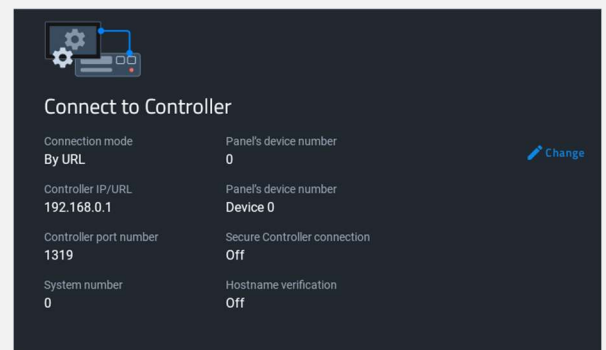 Connect to Controller
Connection mode
By URL
Panel's device number
0
Change
Controller IP/URL
192.168.0.1
Panel's device number
Device 0
Controller port number
1319
Secure Controller connection
Off
System number
0
Hostname verification
Off